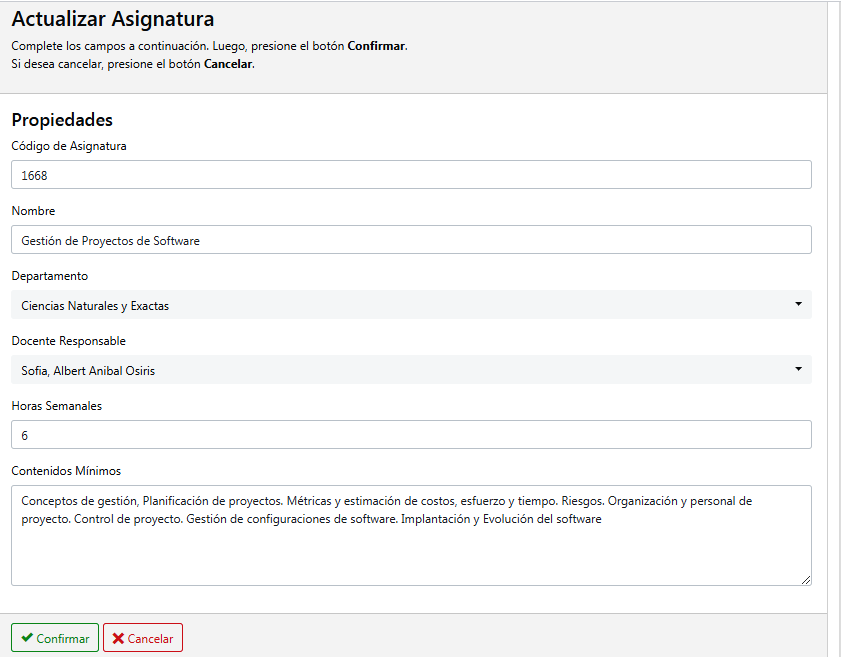 Actualizar Asignatura
Complete los campos a continuación. Luego, presione el botón Confirmar.
Si desea cancelar, presione el botón Cancelar.
Propiedades
Código de Asignatura
1668
Nombre
Gestión de Proyectos de Software
Departamento
Ciencias Naturales y Exactas
Docente Responsable
Sofia, Albert Anibal Osiris
Horas Semanales
6
Contenidos Mínimos
Conceptos de gestión, Planificación de proyectos. Métricas y estimación de costos, esfuerzo y tiempo. Riesgos. Organización y personal de
proyecto. Control de proyecto. Gestión de configuraciones de software. Implantación y Evolución del software
Confirmar
Cancelar